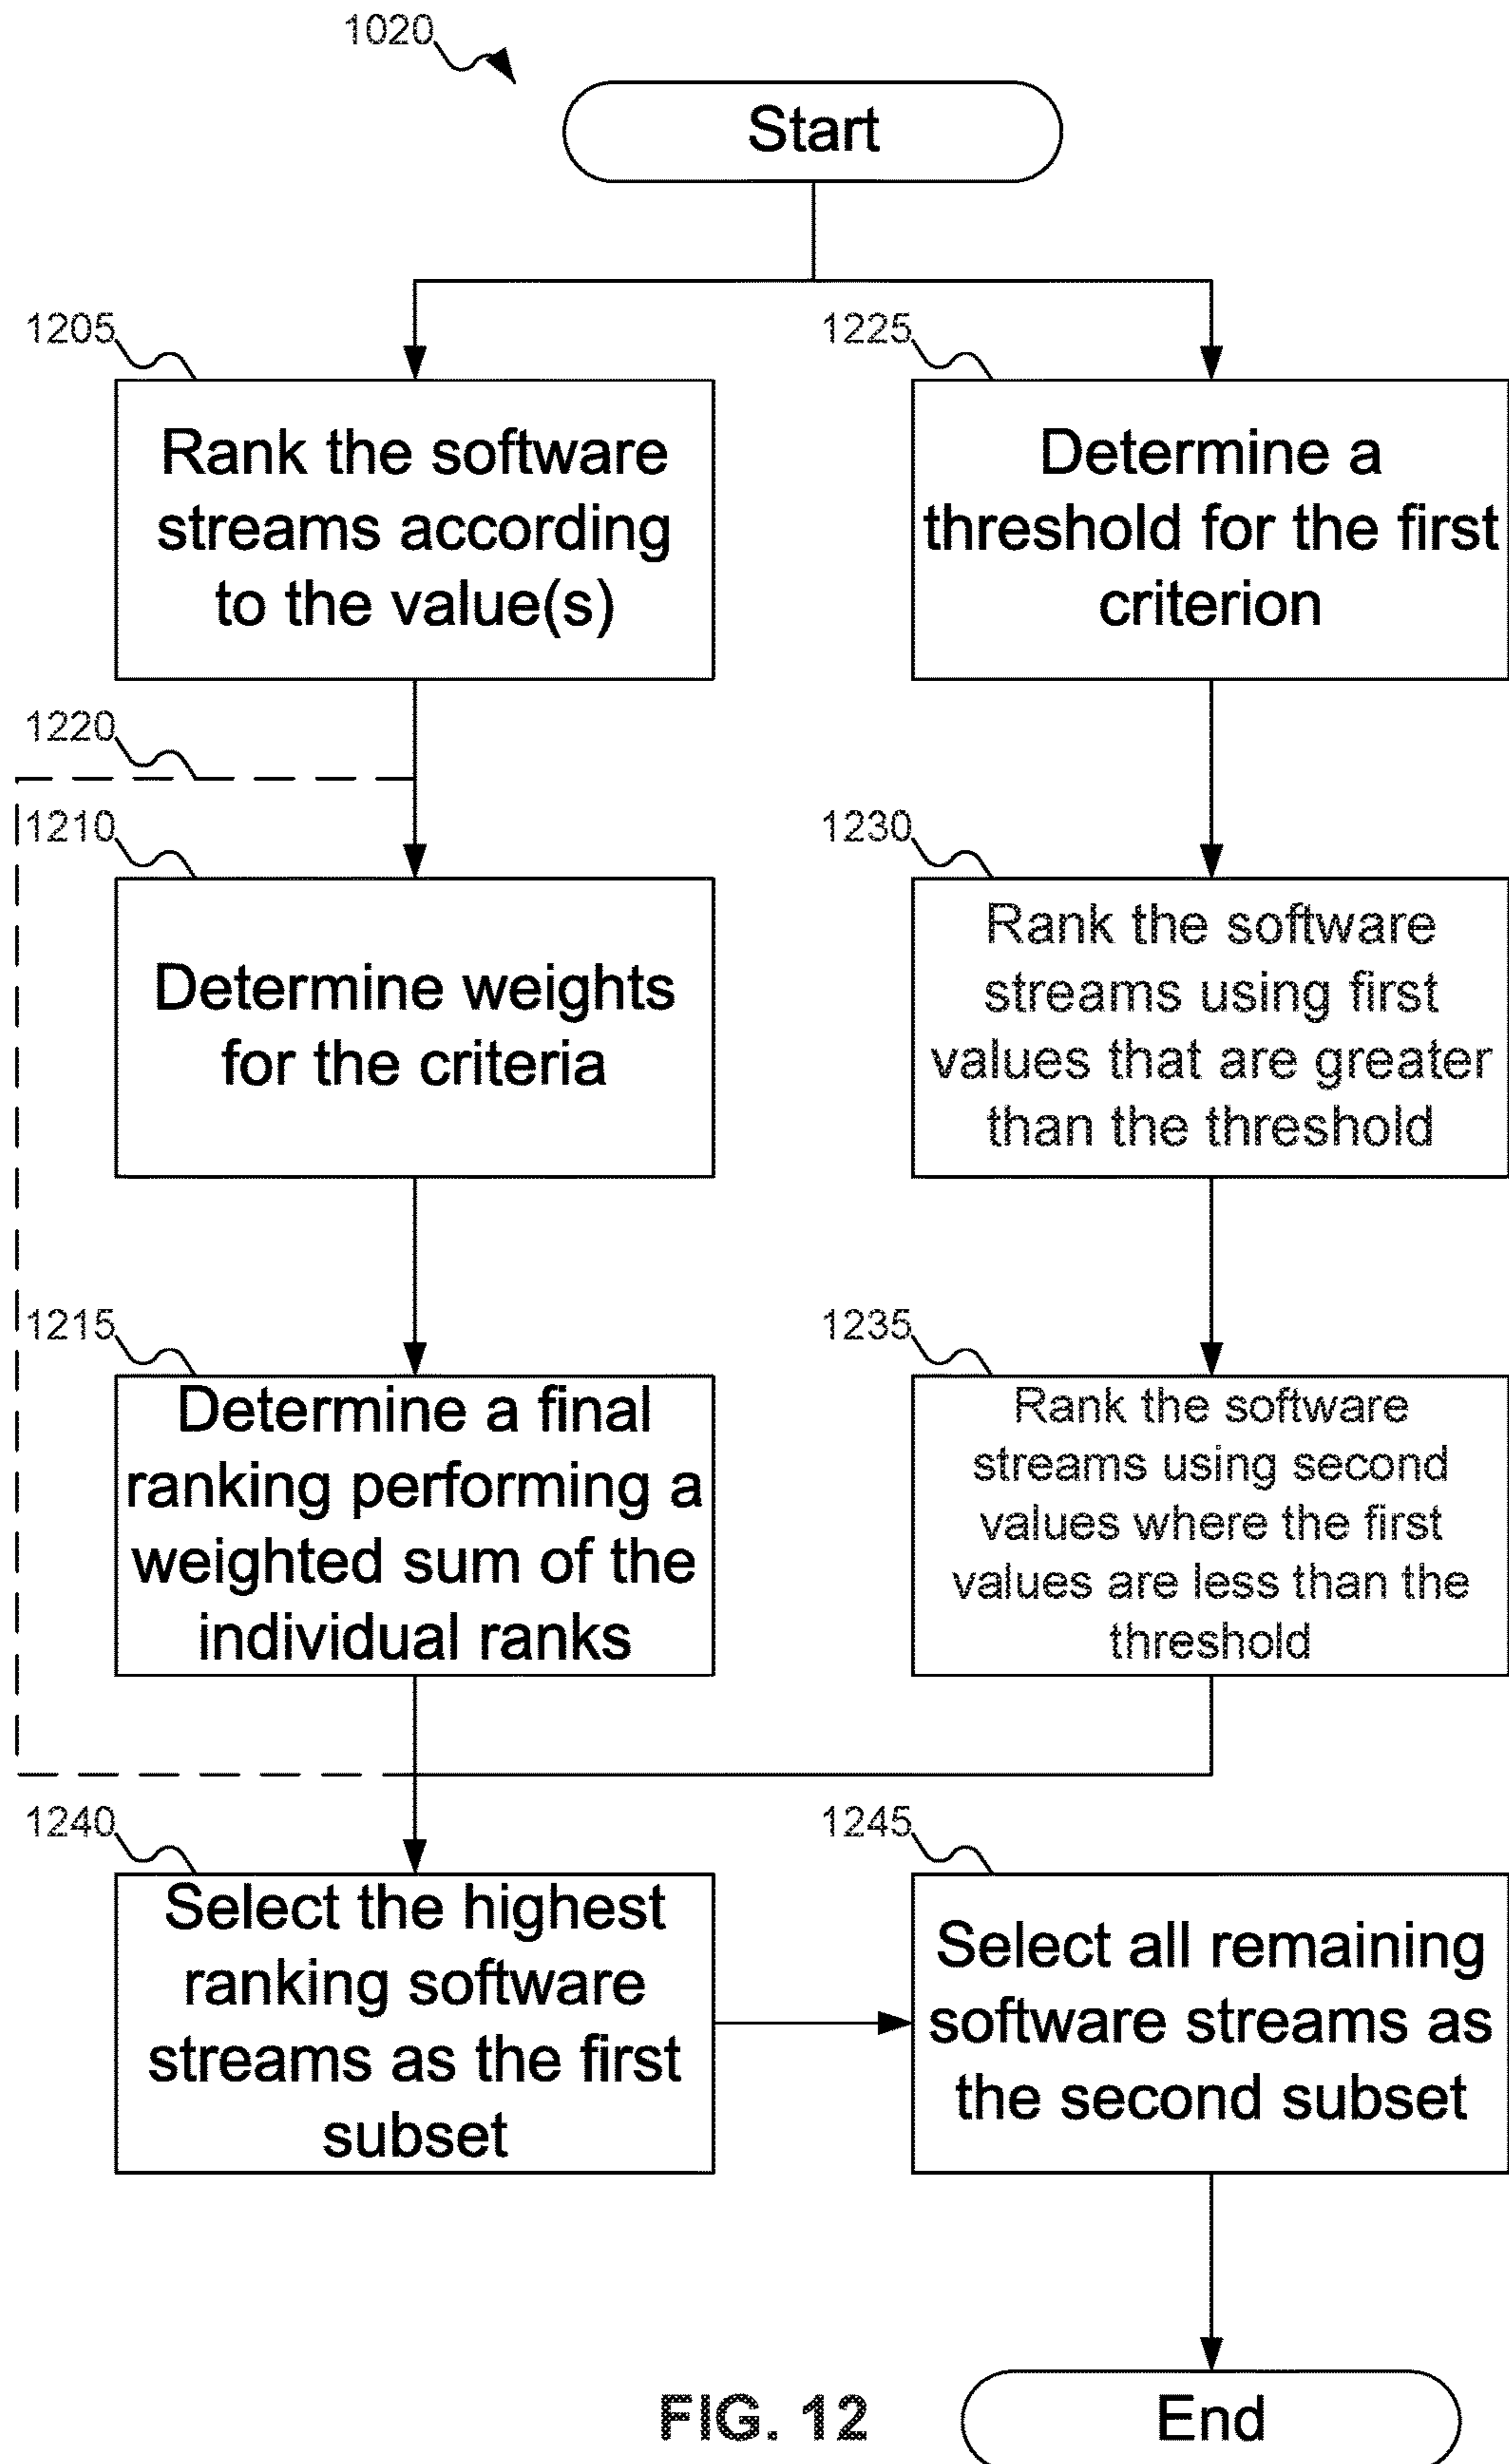 1020
Start
1205
Rank the software
streams according
to the value(s)
1225
Determine a
threshold for the first
criterion
1220
1210
Determine weights
for the criteria
1230
Rank the software
streams using first
values that are greater
than the threshold
1215
Determine a final
ranking performing a
weighted sum of the
individual ranks
1235
Rank the software
streams using second
values where the first
values are less than the
threshold
1240
Select the highest
ranking software
streams as the first
subset
1245
Select all remaining
software streams as
the second subset
End
FIG. 12